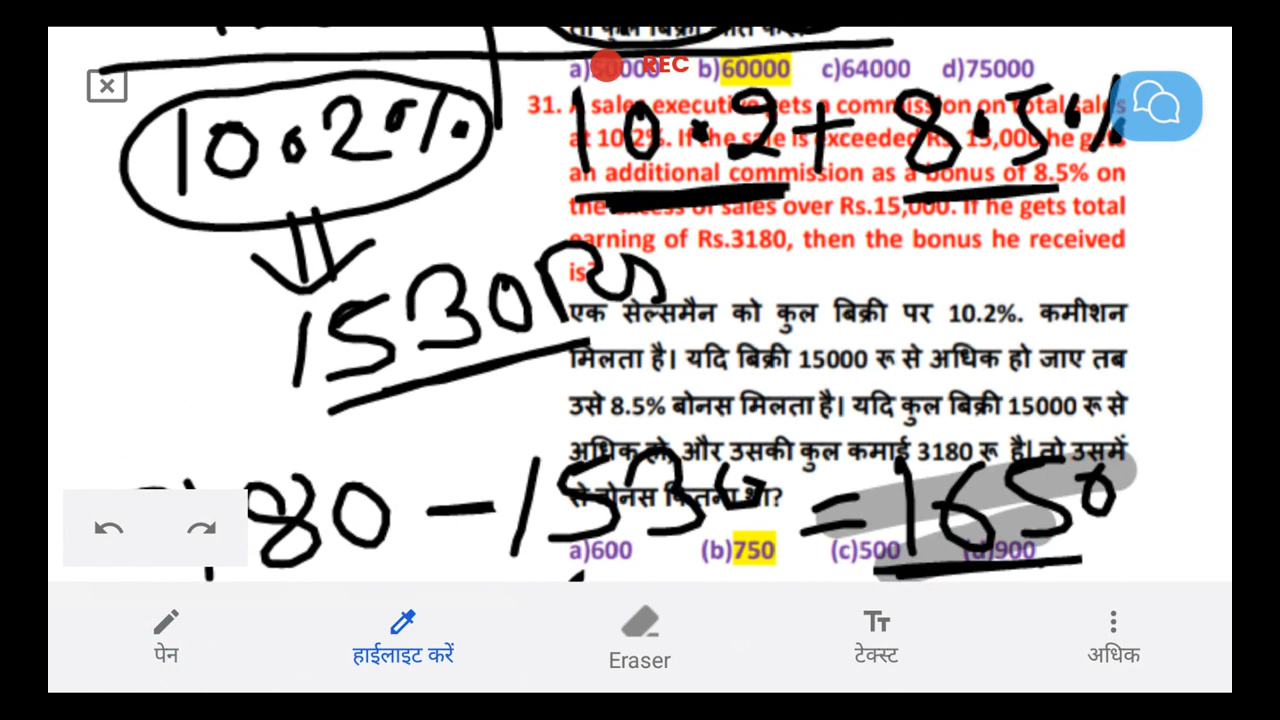 तो कुल बिक्री ज्ञात करें?
REC
a)50000 b)60000 c)64000 d)75000
10.2%
10.2+8.5%
31. A sales executive gets a commission on total sales
at 10.2%. If the sale is exceeded Rs. 15,000 he gets
an additional commission as a bonus of 8.5% on
the excess of sales over Rs.15,000. If he gets total
earning of Rs.3180, then the bonus he received
is?
1530 Rs
एक सेल्समैन को कुल बिक्री पर 10.2%. कमीशन
मिलता है। यदि बिक्री 15000 रू से अधिक हो जाए तब
उसे 8.5% बोनस मिलता है। यदि कुल बिक्री 15000 रू से
अधिक हो, और उसकी कुल कमाई 3180 रू है। तो उसमें
से बोनस कितना था?
80 – 1530 = 1650
a)600 (b)750 (c)500 (d)900
पेन हाईलाइट करें Eraser टेक्स्ट अधिक